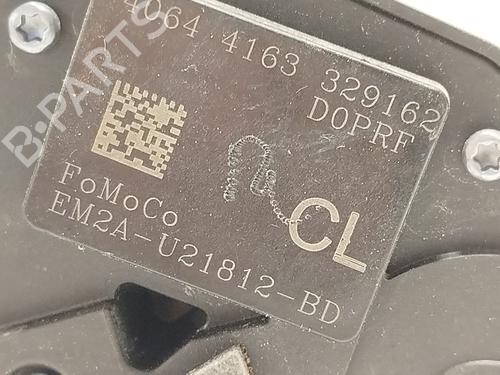 4064 4163 329162
D0PRF
FoMoCo
CL
EM2A-U21812-BD
B-PARTS